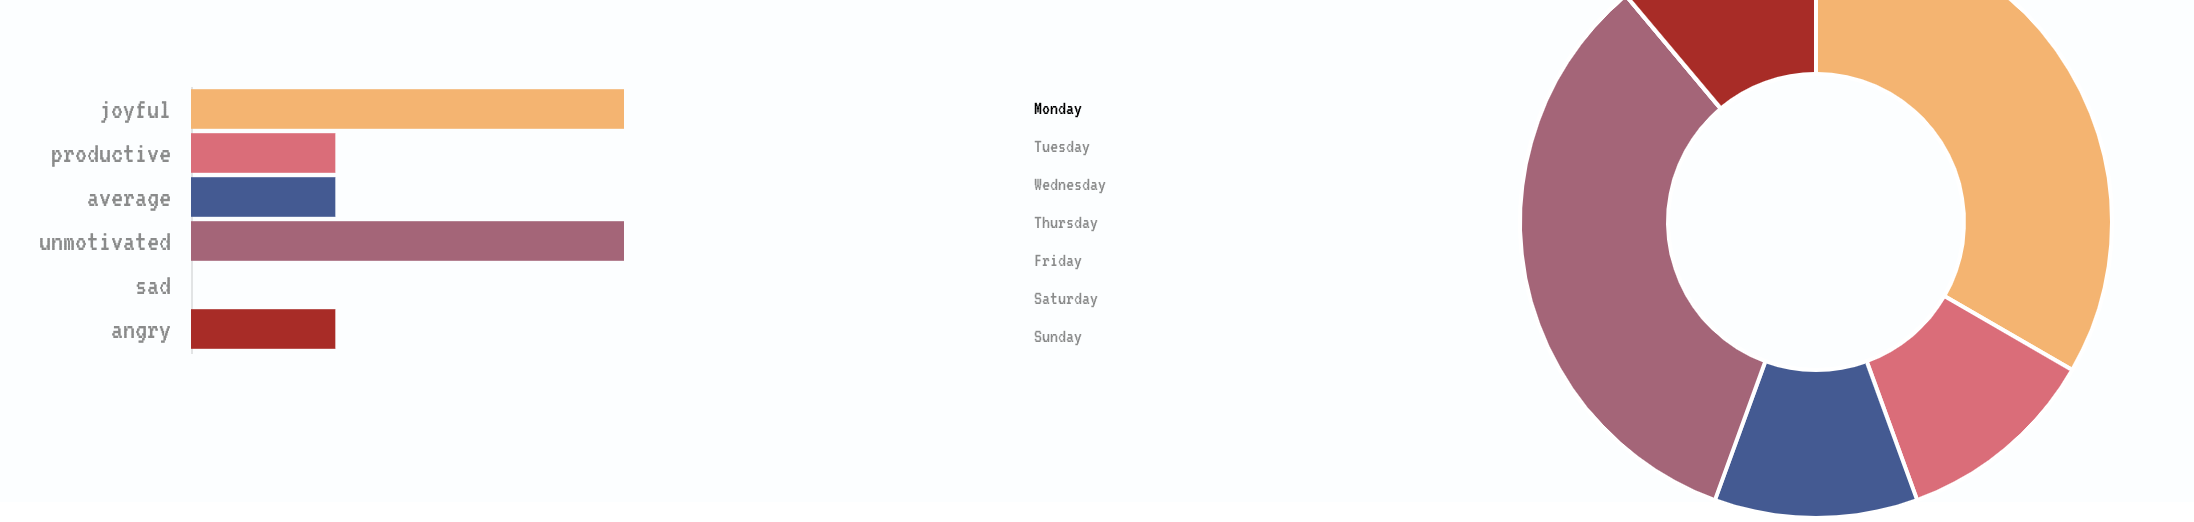 joyful
productive
average
unmotivated
sad
angry
Monday
Tuesday
Wednesday
Thursday
Friday
Saturday
Sunday